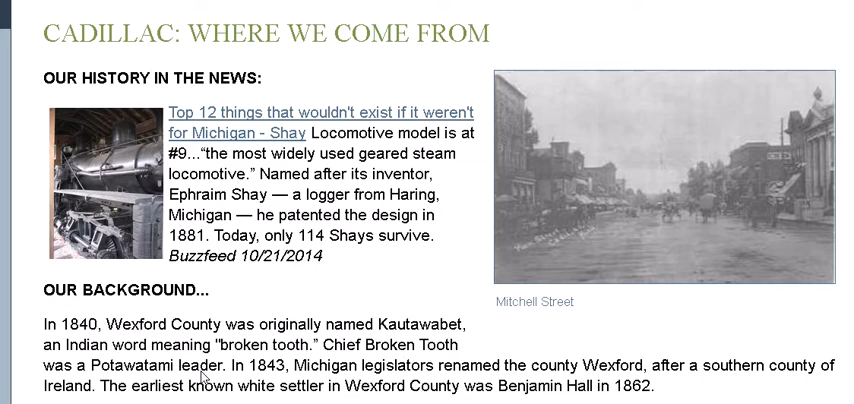 CADILLAC: WHERE WE COME FROM
OUR HISTORY IN THE NEWS:
Top 12 things that wouldn't exist if it weren't
for Michigan - Shay Locomotive model is at
#9...“the most widely used geared steam
locomotive.” Named after its inventor,
Ephraim Shay — a logger from Haring,
Michigan — he patented the design in
1881. Today, only 114 Shays survive.
Buzzfeed 10/21/2014
Mitchell Street
OUR BACKGROUND...
In 1840, Wexford County was originally named Kautawabet,
an Indian word meaning "broken tooth.” Chief Broken Tooth
was a Potawatami leader. In 1843, Michigan legislators renamed the county Wexford, after a southern county of
Ireland. The earliest known white settler in Wexford County was Benjamin Hall in 1862.